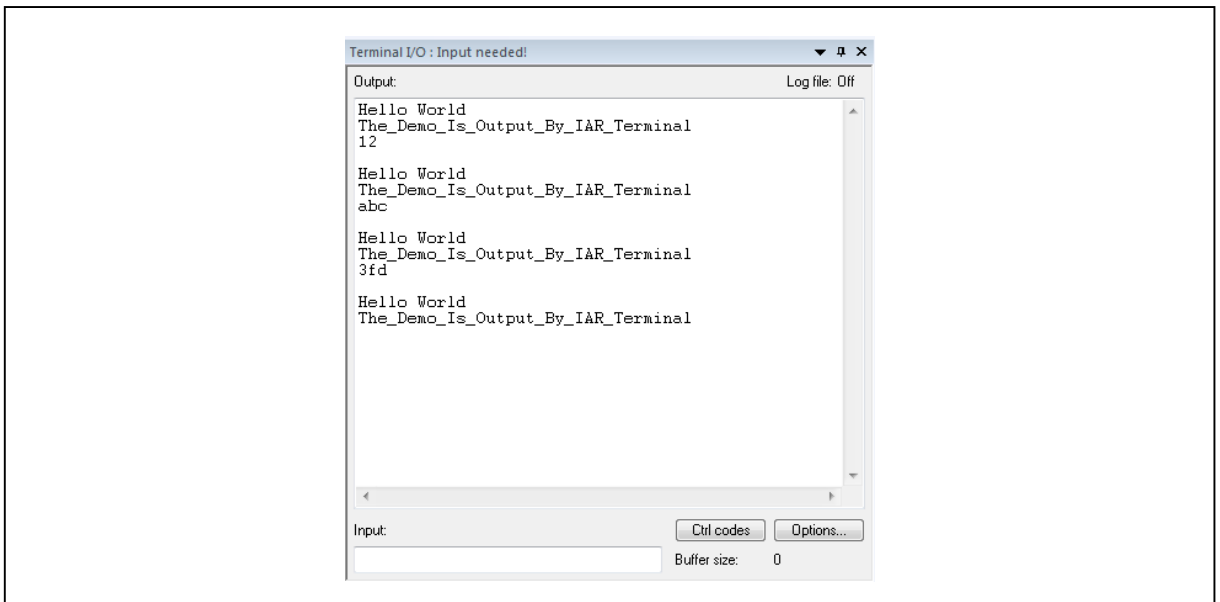 Terminal I/O : Input needed!
Output: Log file: Off
Hello World
The_Demo_Is_Output_By_IAR_Terminal
12
Hello World
The_Demo_Is_Output_By_IAR_Terminal
abc
Hello World
The_Demo_Is_Output_By_IAR_Terminal
3fd
Hello World
The_Demo_Is_Output_By_IAR_Terminal
Input: Ctrl codes Options...
Buffer size: 0